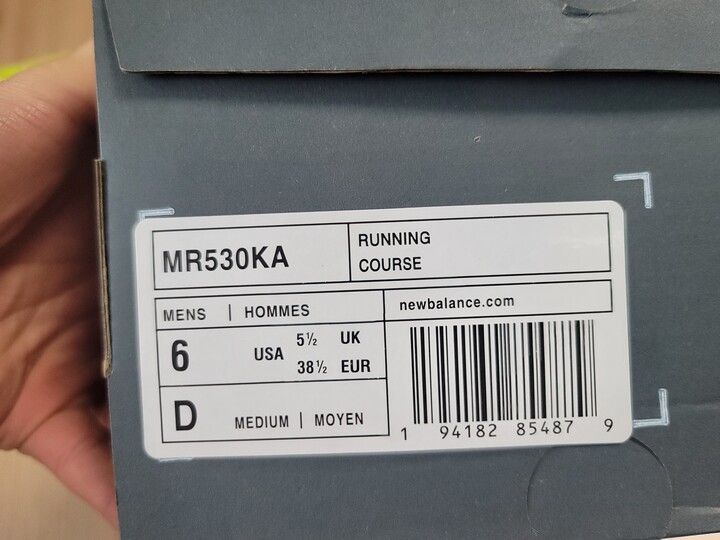 MR530KA
RUNNING
COURSE
MENS | HOMMES
newbalance.com
6 USA 5½ UK
38½ EUR
D MEDIUM | MOYEN
1 94182 85487 9